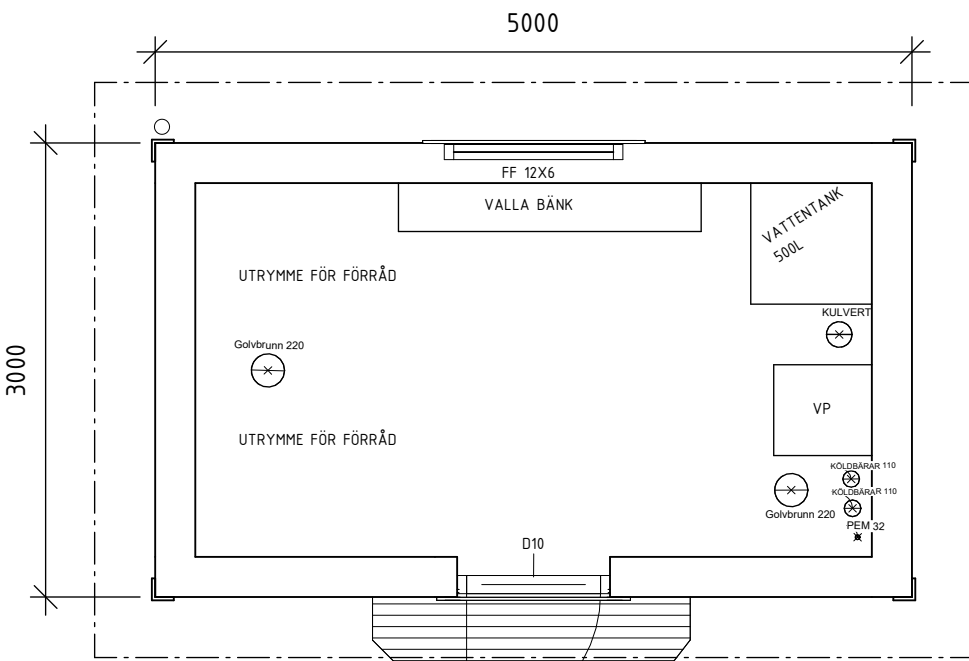 5000
3000
FF 12X6
VALLA BÄNK
VATTENTANK
500L
UTRYMME FÖR FÖRRÅD
KULVERT
Golvbrunn 220
VP
UTRYMME FÖR FÖRRÅD
KÖLDBÄRAR 110
KÖLDBÄRAR 110
Golvbrunn 220
PEM 32
D10